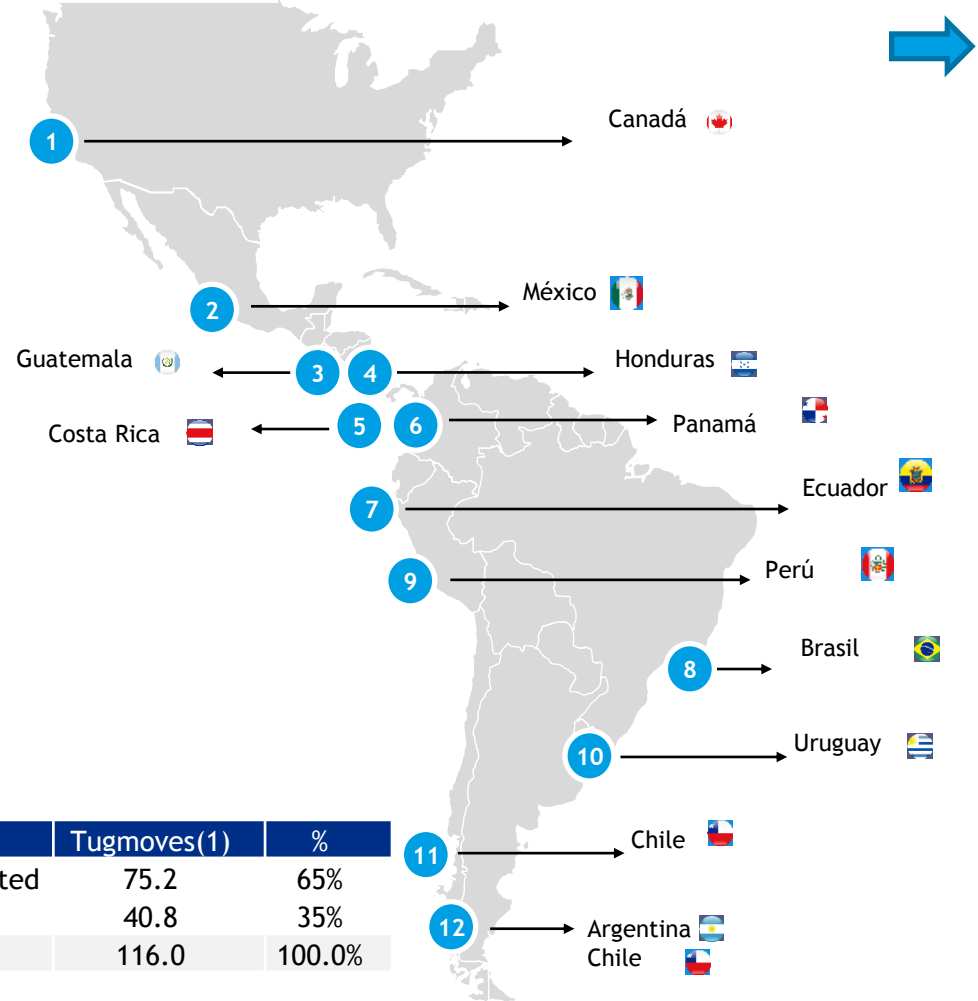 1
Canadá
2
México
Guatemala
3
4
Honduras
Costa Rica
5
6
Panamá
7
Ecuador
9
Perú
8
Brasil
10
Uruguay
11
Chile
12
Argentina
Chile
Tugmoves(1) %
75.2 65%
40.8 35%
116.0 100.0%